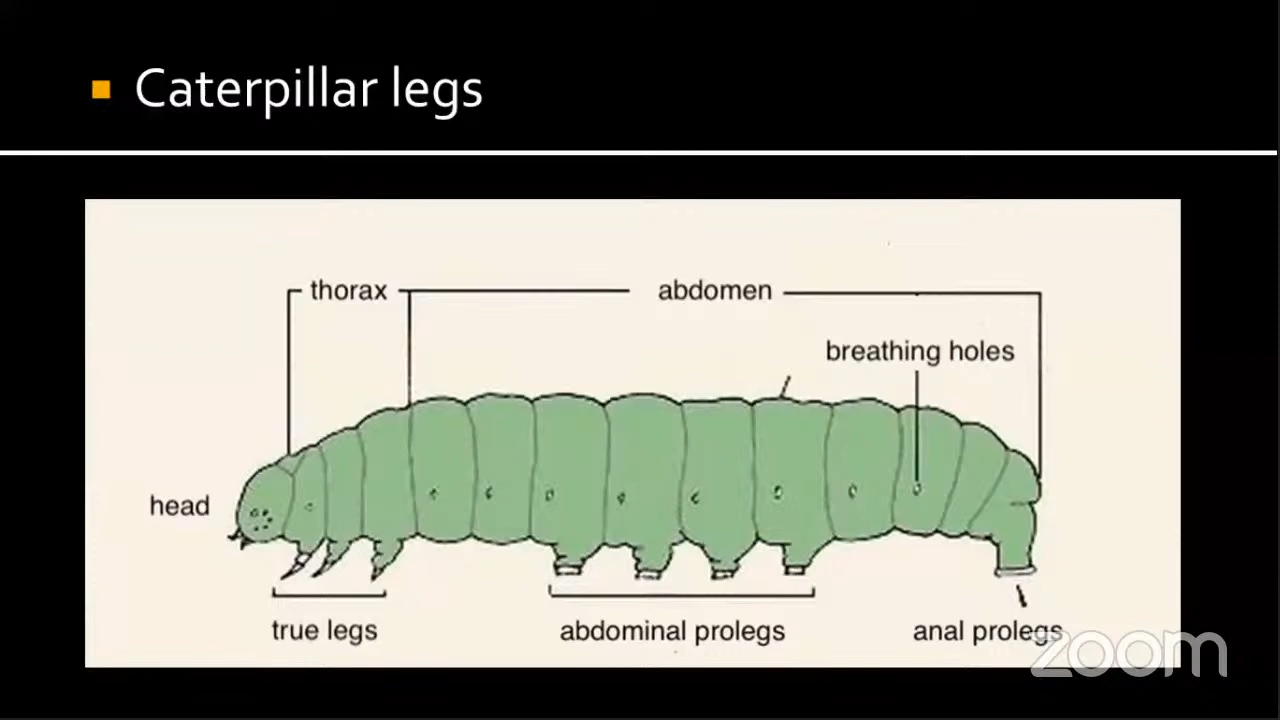 Caterpillar legs
thorax
abdomen
breathing holes
head
true legs
abdominal prolegs
anal prolegs
zoom